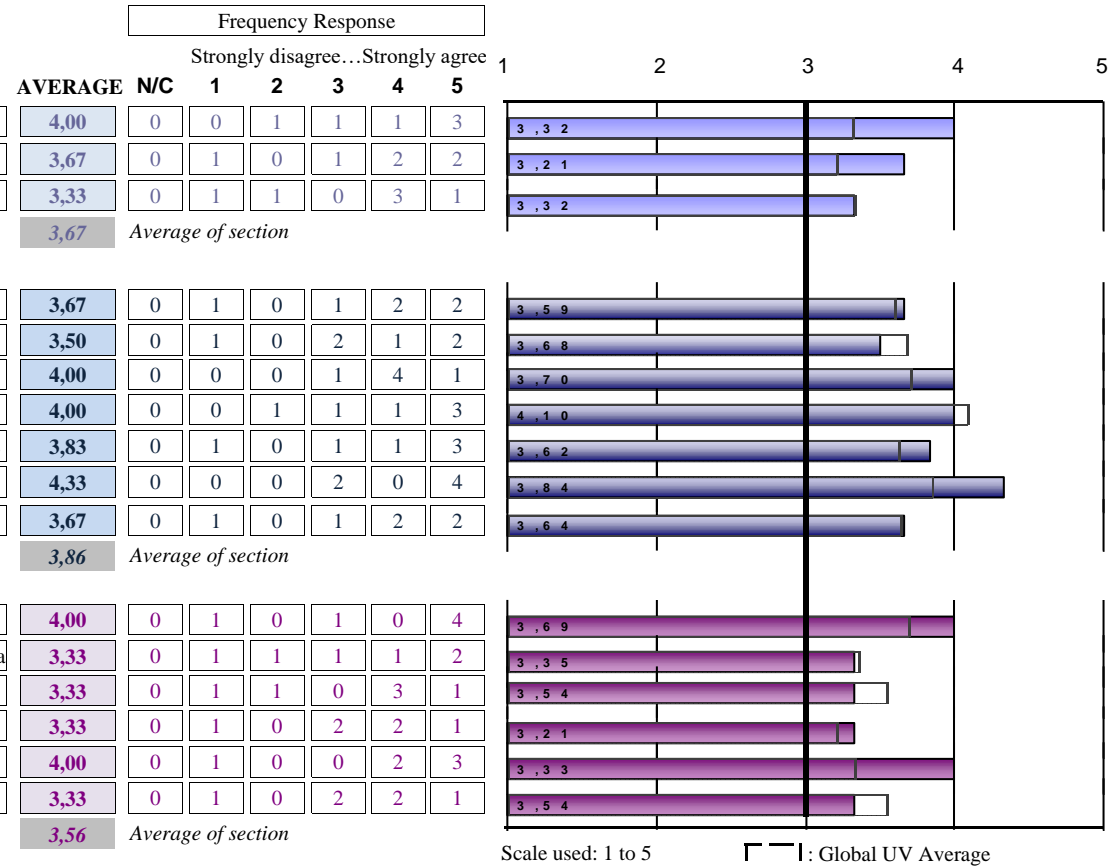 Frequency Response
Strongly disagree…Strongly agree
1 2 3 4 5
AVERAGE N/C 1 2 3 4 5
4,00 0 0 1 1 1 3 3,32
3,67 0 1 0 1 2 2 3,21
3,33 0 1 1 0 3 1 3,32
3,67 Average of section
3,67 0 1 0 1 2 2 3,59
3,50 0 1 0 2 1 2 3,68
4,00 0 0 0 1 4 1 3,70
4,00 0 0 1 1 1 3 4,10
3,83 0 1 0 1 1 3 3,62
4,33 0 0 0 2 0 4 3,84
3,67 0 1 0 1 2 2 3,64
3,86 Average of section
4,00 0 1 0 1 0 4 3,69
a 3,33 0 1 1 1 1 2 3,35
3,33 0 1 1 0 3 1 3,54
3,33 0 1 0 2 2 1 3,21
4,00 0 1 0 0 2 3 3,33
3,33 0 1 0 2 2 1 3,54
3,56 Average of section
Scale used: 1 to 5 : Global UV Average